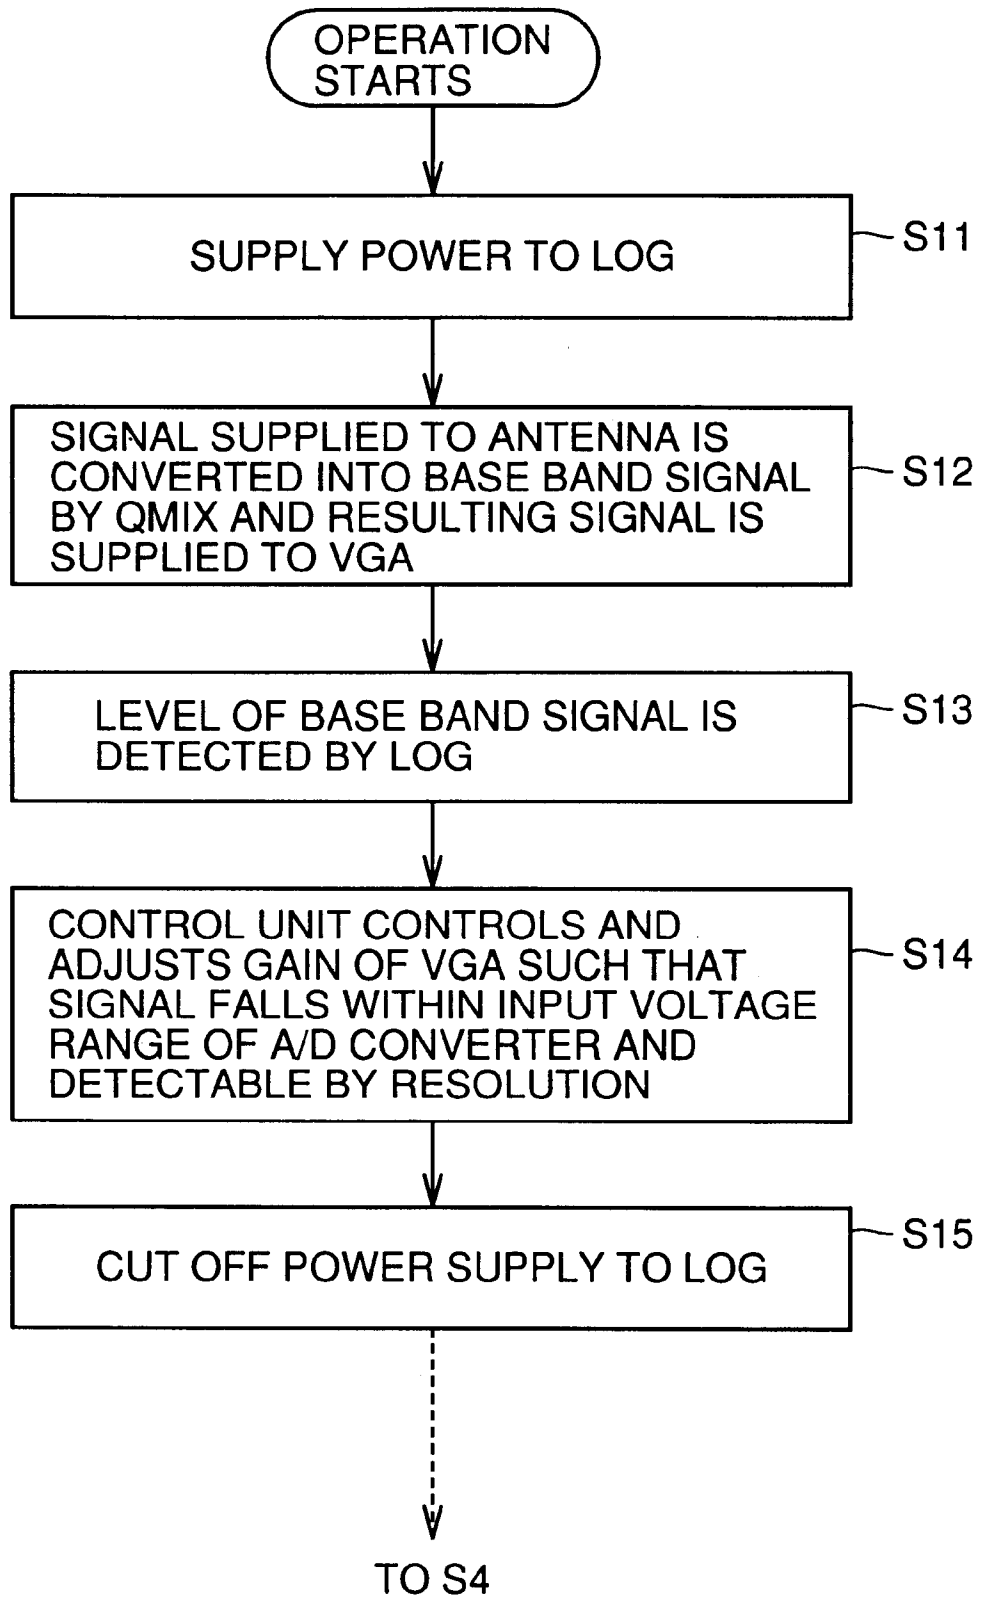 OPERATION
STARTS
SUPPLY POWER TO LOG
S11
SIGNAL SUPPLIED TO ANTENNA IS
CONVERTED INTO BASE BAND SIGNAL
BY QMIX AND RESULTING SIGNAL IS
SUPPLIED TO VGA
S12
LEVEL OF BASE BAND SIGNAL IS
DETECTED BY LOG
S13
CONTROL UNIT CONTROLS AND
ADJUSTS GAIN OF VGA SUCH THAT
SIGNAL FALLS WITHIN INPUT VOLTAGE
RANGE OF A/D CONVERTER AND
DETECTABLE BY RESOLUTION
S14
CUT OFF POWER SUPPLY TO LOG
S15
TO S4